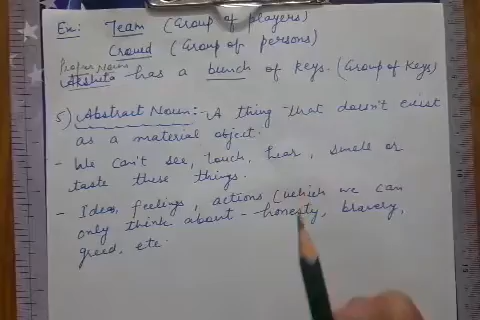 Ex: Team (Group of players)
Crowd (Group of persons)
Proper Noun
Akshita has a bunch of keys. (Group of Keys)
5) Abstract Noun:- A thing that doesn't exist
as a material object.
- We can't see, touch, hear, smell or
taste these things.
- Idea, feelings, actions (which we can
only think about - honesty, bravery,
greed, etc.